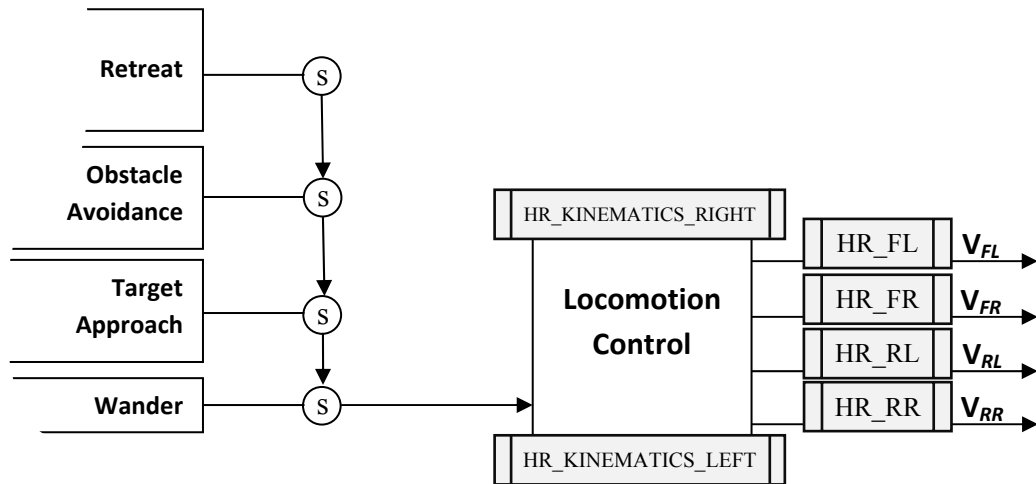 Retreat
S
Obstacle
Avoidance
S
Target
Approach
S
Wander
S
HR_KINEMATICS_RIGHT
Locomotion
Control
HR_KINEMATICS_LEFT
HR_FL
V_FL
HR_FR
V_FR
HR_RL
V_RL
HR_RR
V_RR